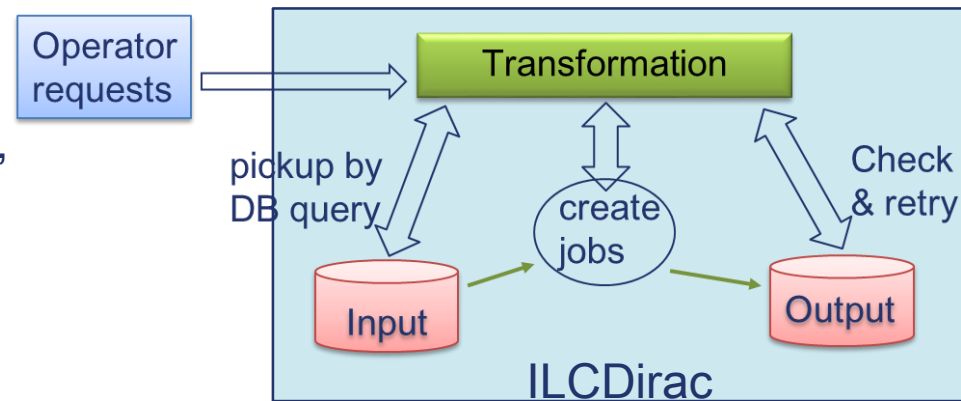 Operator
requests
Transformation
,
pickup by
DB query
create
jobs
Check
& retry
Input
Output
ILCDirac